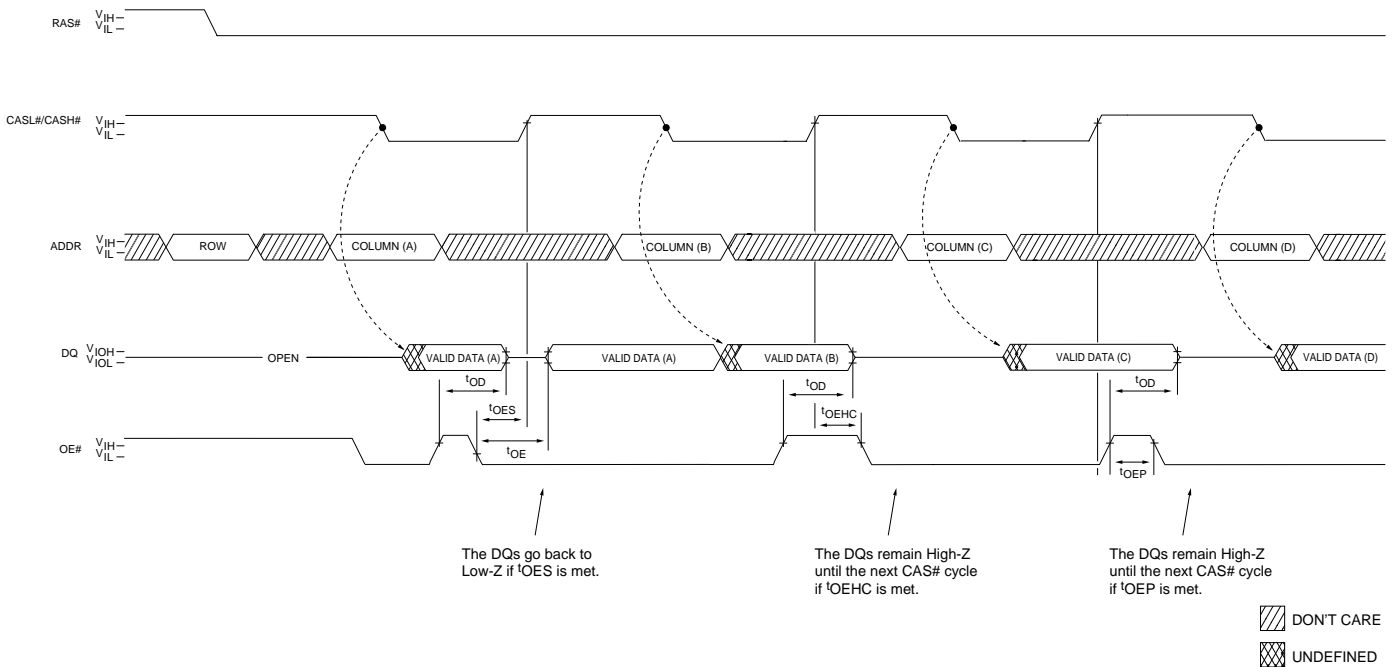 RAS# VIH
VIL
CASL#/CASH# VIH
VIL
ADDR VIH
VIL
ROW COLUMN (A) COLUMN (B) COLUMN (C) COLUMN (D)
DQ VIOH
VIOL
OPEN VALID DATA (A) VALID DATA (A) VALID DATA (B) VALID DATA (C) VALID DATA (D)
tOD tOD tOD
tOES tOEHC
OE# VIH
VIL
tOE tOEP
The DQs go back to
Low-Z if tOES is met.
The DQs remain High-Z
until the next CAS# cycle
if tOEHC is met.
The DQs remain High-Z
until the next CAS# cycle
if tOEP is met.
DON'T CARE
UNDEFINED